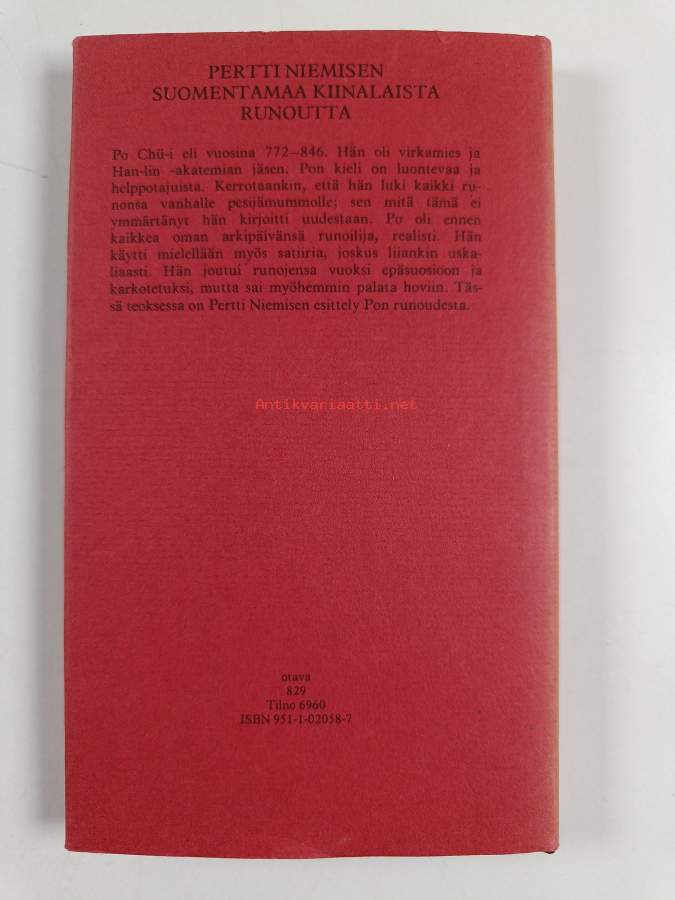 PERTTI NIEMISEN
SUOMENTAMAA KIINALAISTA
RUNOUTTA
Po Chü-i eli vuosina 772–846. Hän oli virkamies ja
Han-lin -akatemian jäsen. Pon kieli on luontevaa ja
helppotajuista. Kerrotaankin, että hän luki kaikki ru-
nonsa vanhalle pesijämummolle; sen mitä tämä ei
ymmärtänyt hän kirjoitti uudestaan. Po oli ennen
kaikkea oman arkipäivänsä runoilija, realisti. Hän
käytti mielellään myös satiiria, joskus liiankin uska-
liaasti. Hän joutui runojensa vuoksi epäsuosioon ja
karkotetuksi, mutta sai myöhemmin palata hoviin. Täs-
sä teoksessa on Pertti Niemisen esittely Pon runoudesta.
Antikvariaatti.net
otava
829
Tilno 6960
ISBN 951-1-02058-7